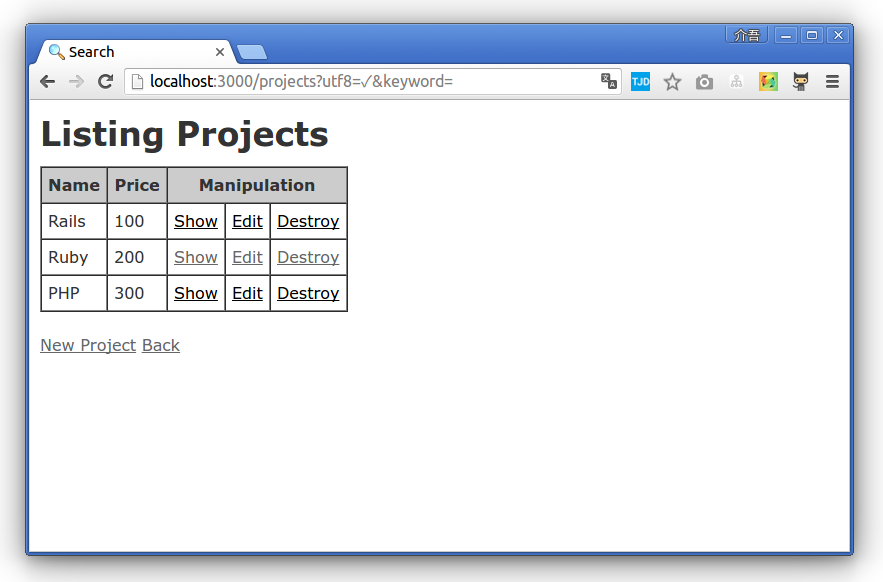 介吾
Search
localhost:3000/projects?utf8=✓&keyword=
TJD
Listing Projects
Name Price Manipulation
Rails 100 Show Edit Destroy
Ruby 200 Show Edit Destroy
PHP 300 Show Edit Destroy
New Project Back